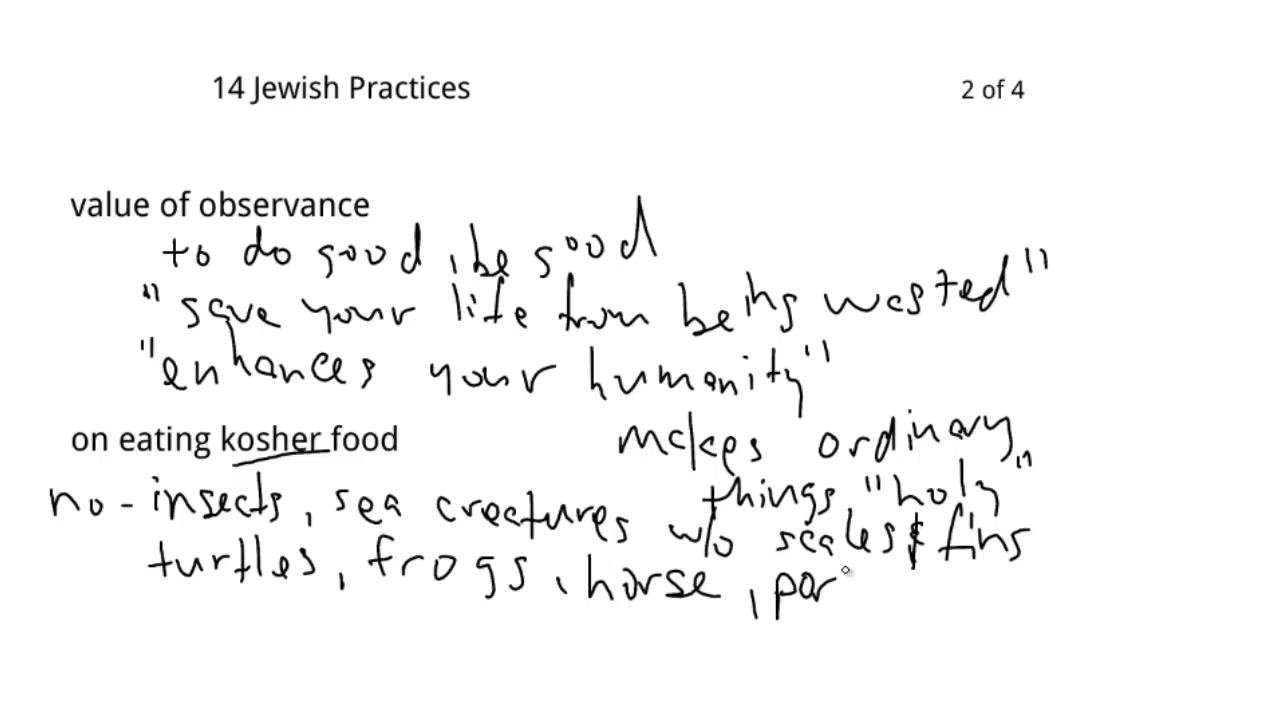 14 Jewish Practices 2 of 4
value of observance
to do good, be good
"save your life from being wasted"
"enhances your humanity"
on eating kosher food
makes ordinary
things "holy"
no - insects, sea creatures w/o scales & fins
turtles, frogs, horse, por